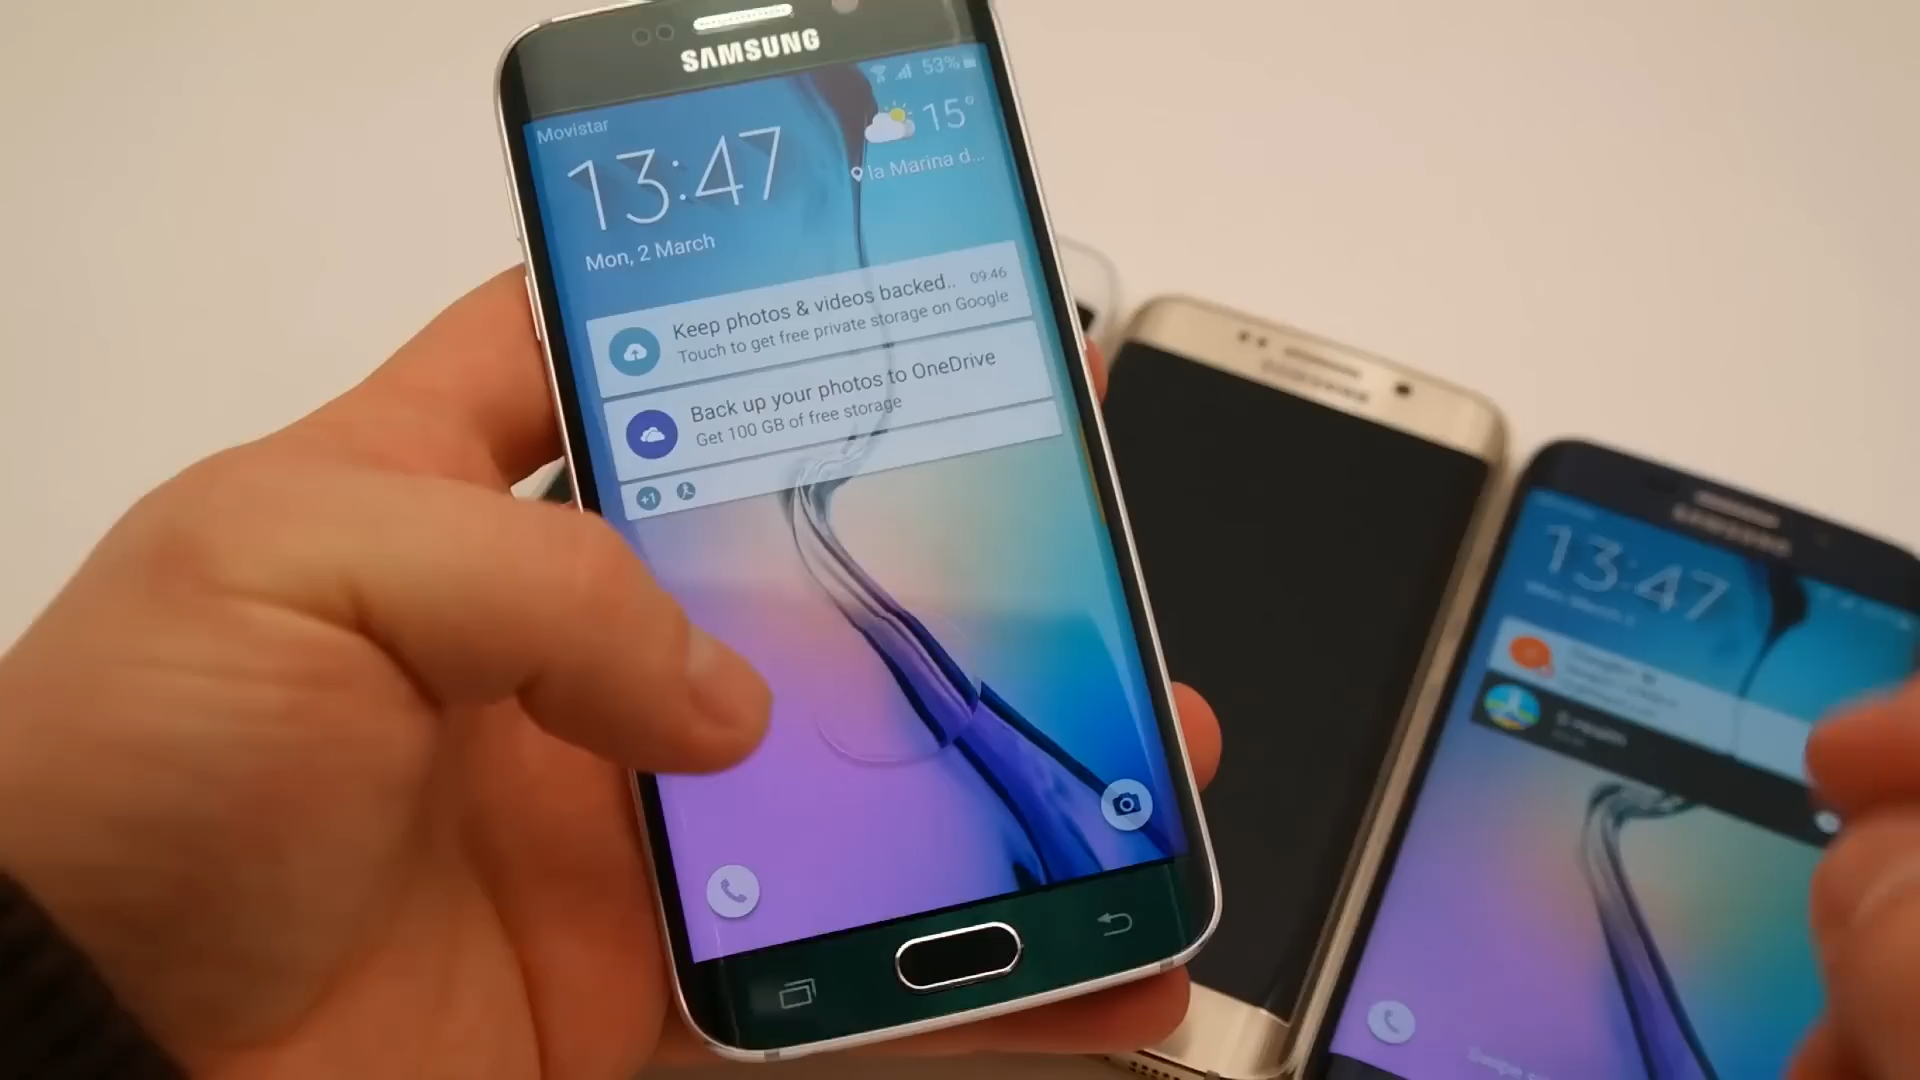 SAMSUNG
53%
Movistar
13:47
15°
la Marina d...
Mon, 2 March
Keep photos & videos backed.. 09:46
Touch to get free private storage on Google
Back up your photos to OneDrive
Get 100 GB of free storage
+1
SAMSUNG
SAMSUNG
13:47